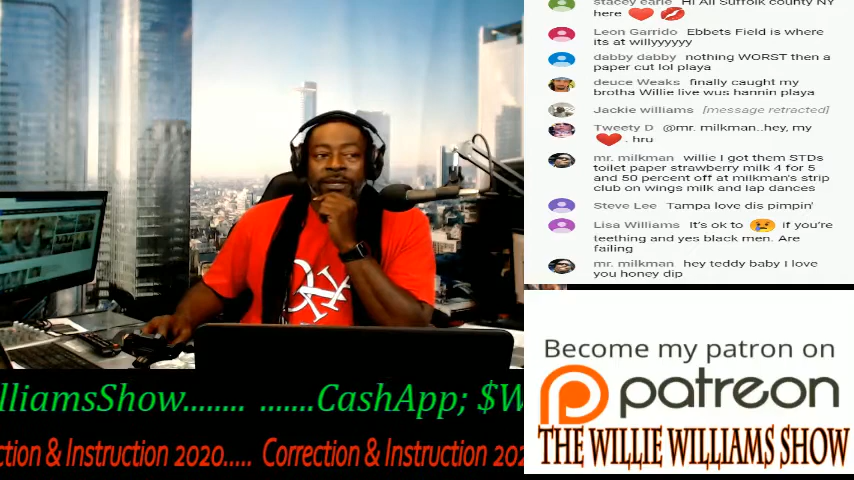 stacey earle Hi All Suffolk county NY
here ❤️ 💋
Leon Garrido Ebbets Field is where
its at willyyyyyy
dabby dabby nothing WORST then a
paper cut lol playa
deuce Weaks finally caught my
brotha Willie live wus hannin playa
Jackie williams [message retracted]
Tweety D @mr. milkman..hey, my
❤️. hru
mr. milkman willie I got them STDs
toilet paper strawberry milk 4 for 5
and 50 percent off at milkman's strip
club on wings milk and lap dances
Steve Lee Tampa love dis pimpin'
Lisa Williams It's ok to 😢 if you're
teething and yes black men. Are
failing
mr. milkman hey teddy baby I love
you honey dip
lliamsShow........ .......CashApp; $W
ction & Instruction 2020..... Correction & Instruction 202
Become my patron on
patreon
THE WILLIE WILLIAMS SHOW